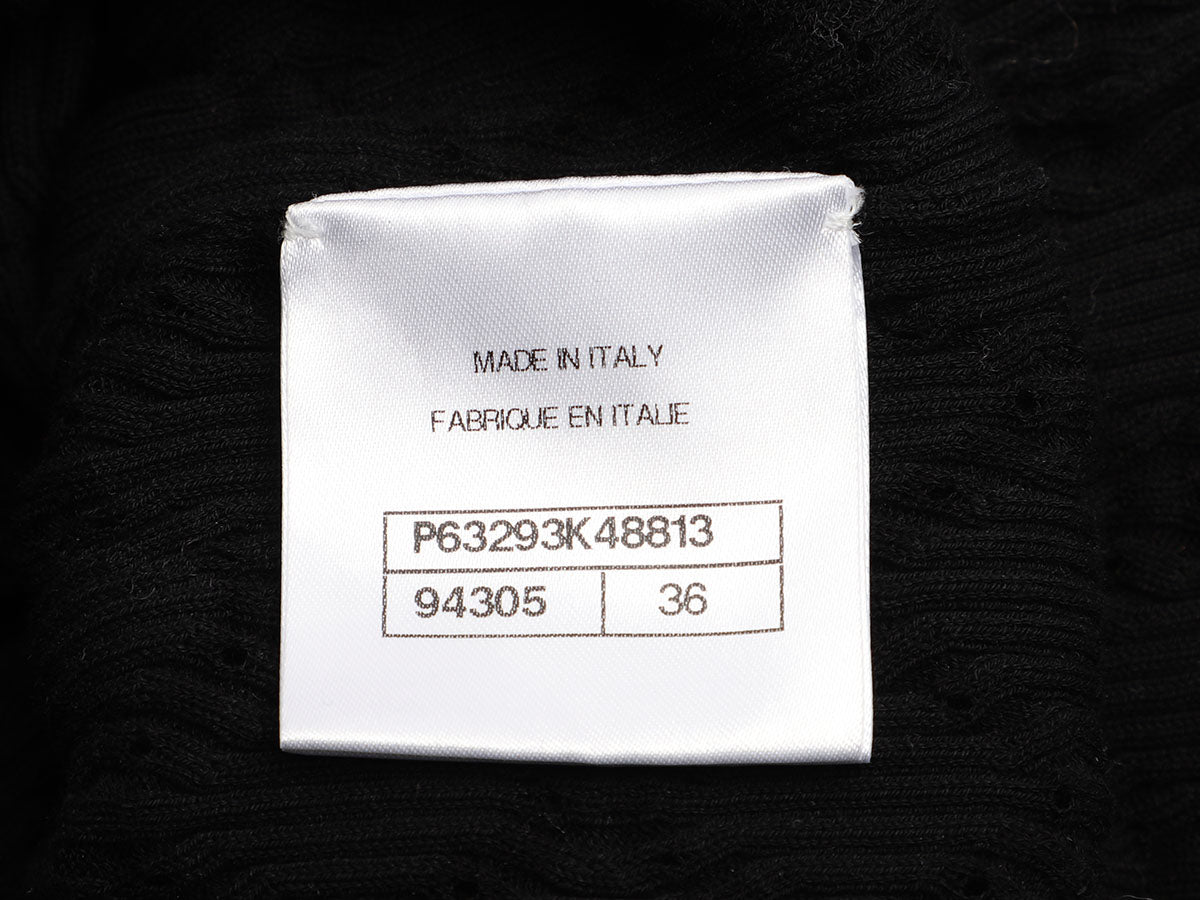 MADE IN ITALY
FABRIQUE EN ITALIE
P63293K48813
94305 36